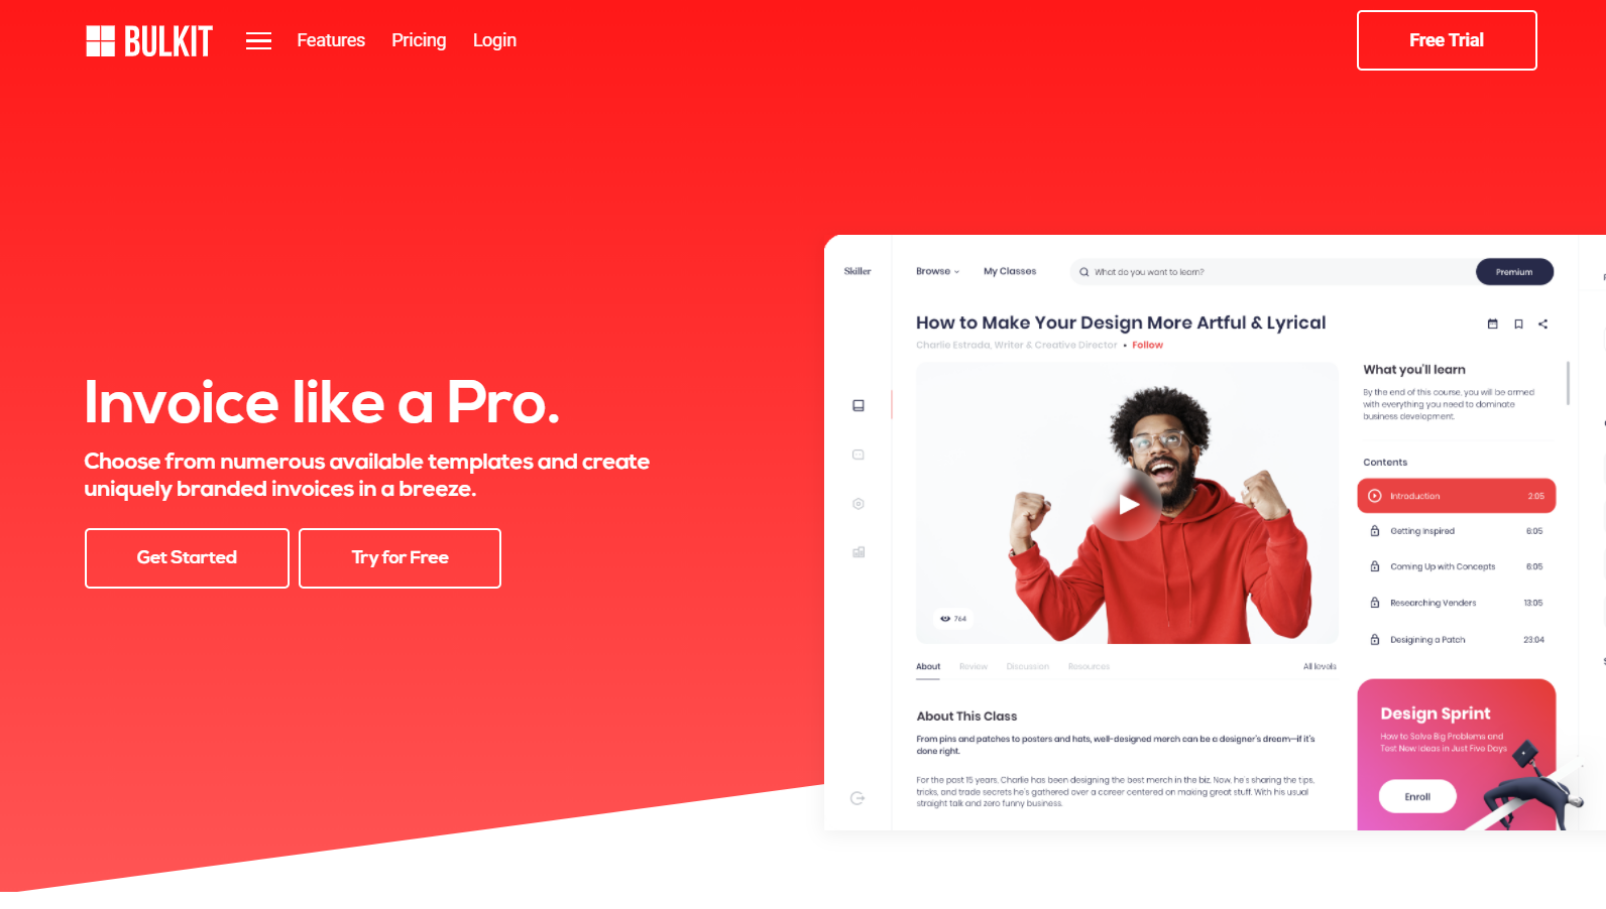 BULKIT
Features
Pricing
Login
Free Trial
Invoice like a Pro.
Choose from numerous available templates and create
uniquely branded invoices in a breeze.
Get Started
Try for Free
Skiller
Browse
My Classes
What do you want to learn?
Premium
How to Make Your Design More Artful & Lyrical
Charlie Estrada, Writer & Creative Director • Follow
764
What you'll learn
By the end of this course, you will be armed
with everything you need to dominate
business development.
Contents
Introduction 2:05
Getting Inspired 6:05
Coming Up with Concepts 6:05
Researching Venders 13:05
Desigining a Patch 23:04
About
Review
Discussion
Resources
All levels
About This Class
From pins and patches to posters and hats, well-designed merch can be a designer's dream—if it's
done right.
For the past 15 years, Charlie has been designing the best merch in the biz. Now, he's sharing the tips,
tricks, and trade secrets he's gathered over a career centered on making great stuff. With his usual
straight talk and zero funny business.
Design Sprint
How to Solve Big Problems and
Test New Ideas in Just Five Days
Enroll